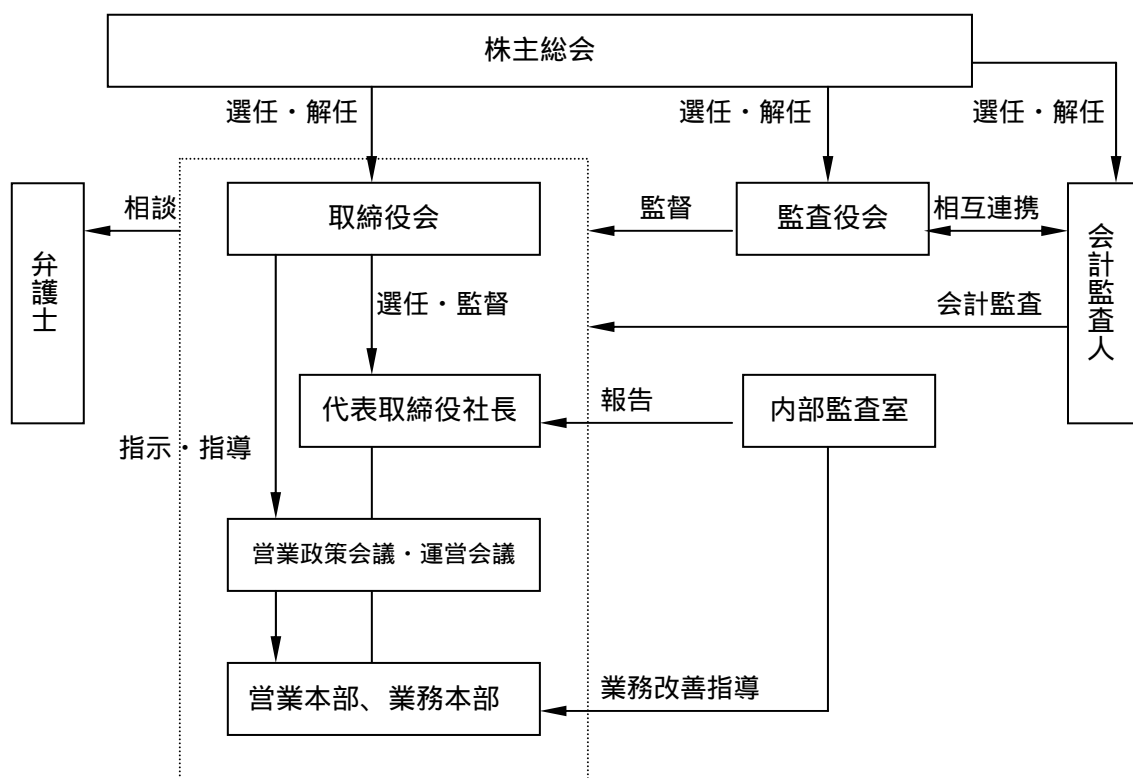 株主総会
選任・解任
選任・解任
選任・解任
弁護士
相談
取締役会
監督
監査役会
相互連携
会計監査人
選任・監督
会計監査
代表取締役社長
報告
内部監査室
指示・指導
営業政策会議・運営会議
営業本部、業務本部
業務改善指導